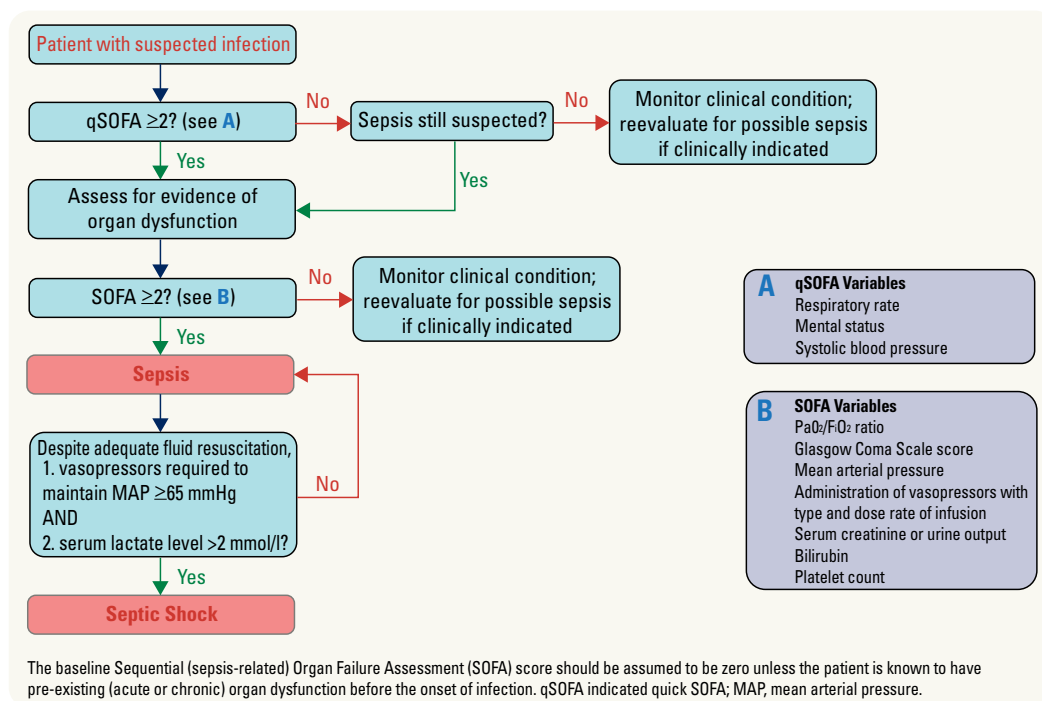 Patient with suspected infection
qSOFA ≥2? (see A)
No
Sepsis still suspected?
No
Monitor clinical condition;
reevaluate for possible sepsis
if clinically indicated
Yes
Yes
Assess for evidence of
organ dysfunction
SOFA ≥2? (see B)
No
Monitor clinical condition;
reevaluate for possible sepsis
if clinically indicated
Yes
Sepsis
Despite adequate fluid resuscitation,
1. vasopressors required to
maintain MAP ≥65 mmHg
AND
2. serum lactate level >2 mmol/l?
No
Yes
Septic Shock
A
qSOFA Variables
Respiratory rate
Mental status
Systolic blood pressure
B
SOFA Variables
PaO₂/FiO₂ ratio
Glasgow Coma Scale score
Mean arterial pressure
Administration of vasopressors with
type and dose rate of infusion
Serum creatinine or urine output
Bilirubin
Platelet count
The baseline Sequential (sepsis-related) Organ Failure Assessment (SOFA) score should be assumed to be zero unless the patient is known to have
pre-existing (acute or chronic) organ dysfunction before the onset of infection. qSOFA indicated quick SOFA; MAP, mean arterial pressure.